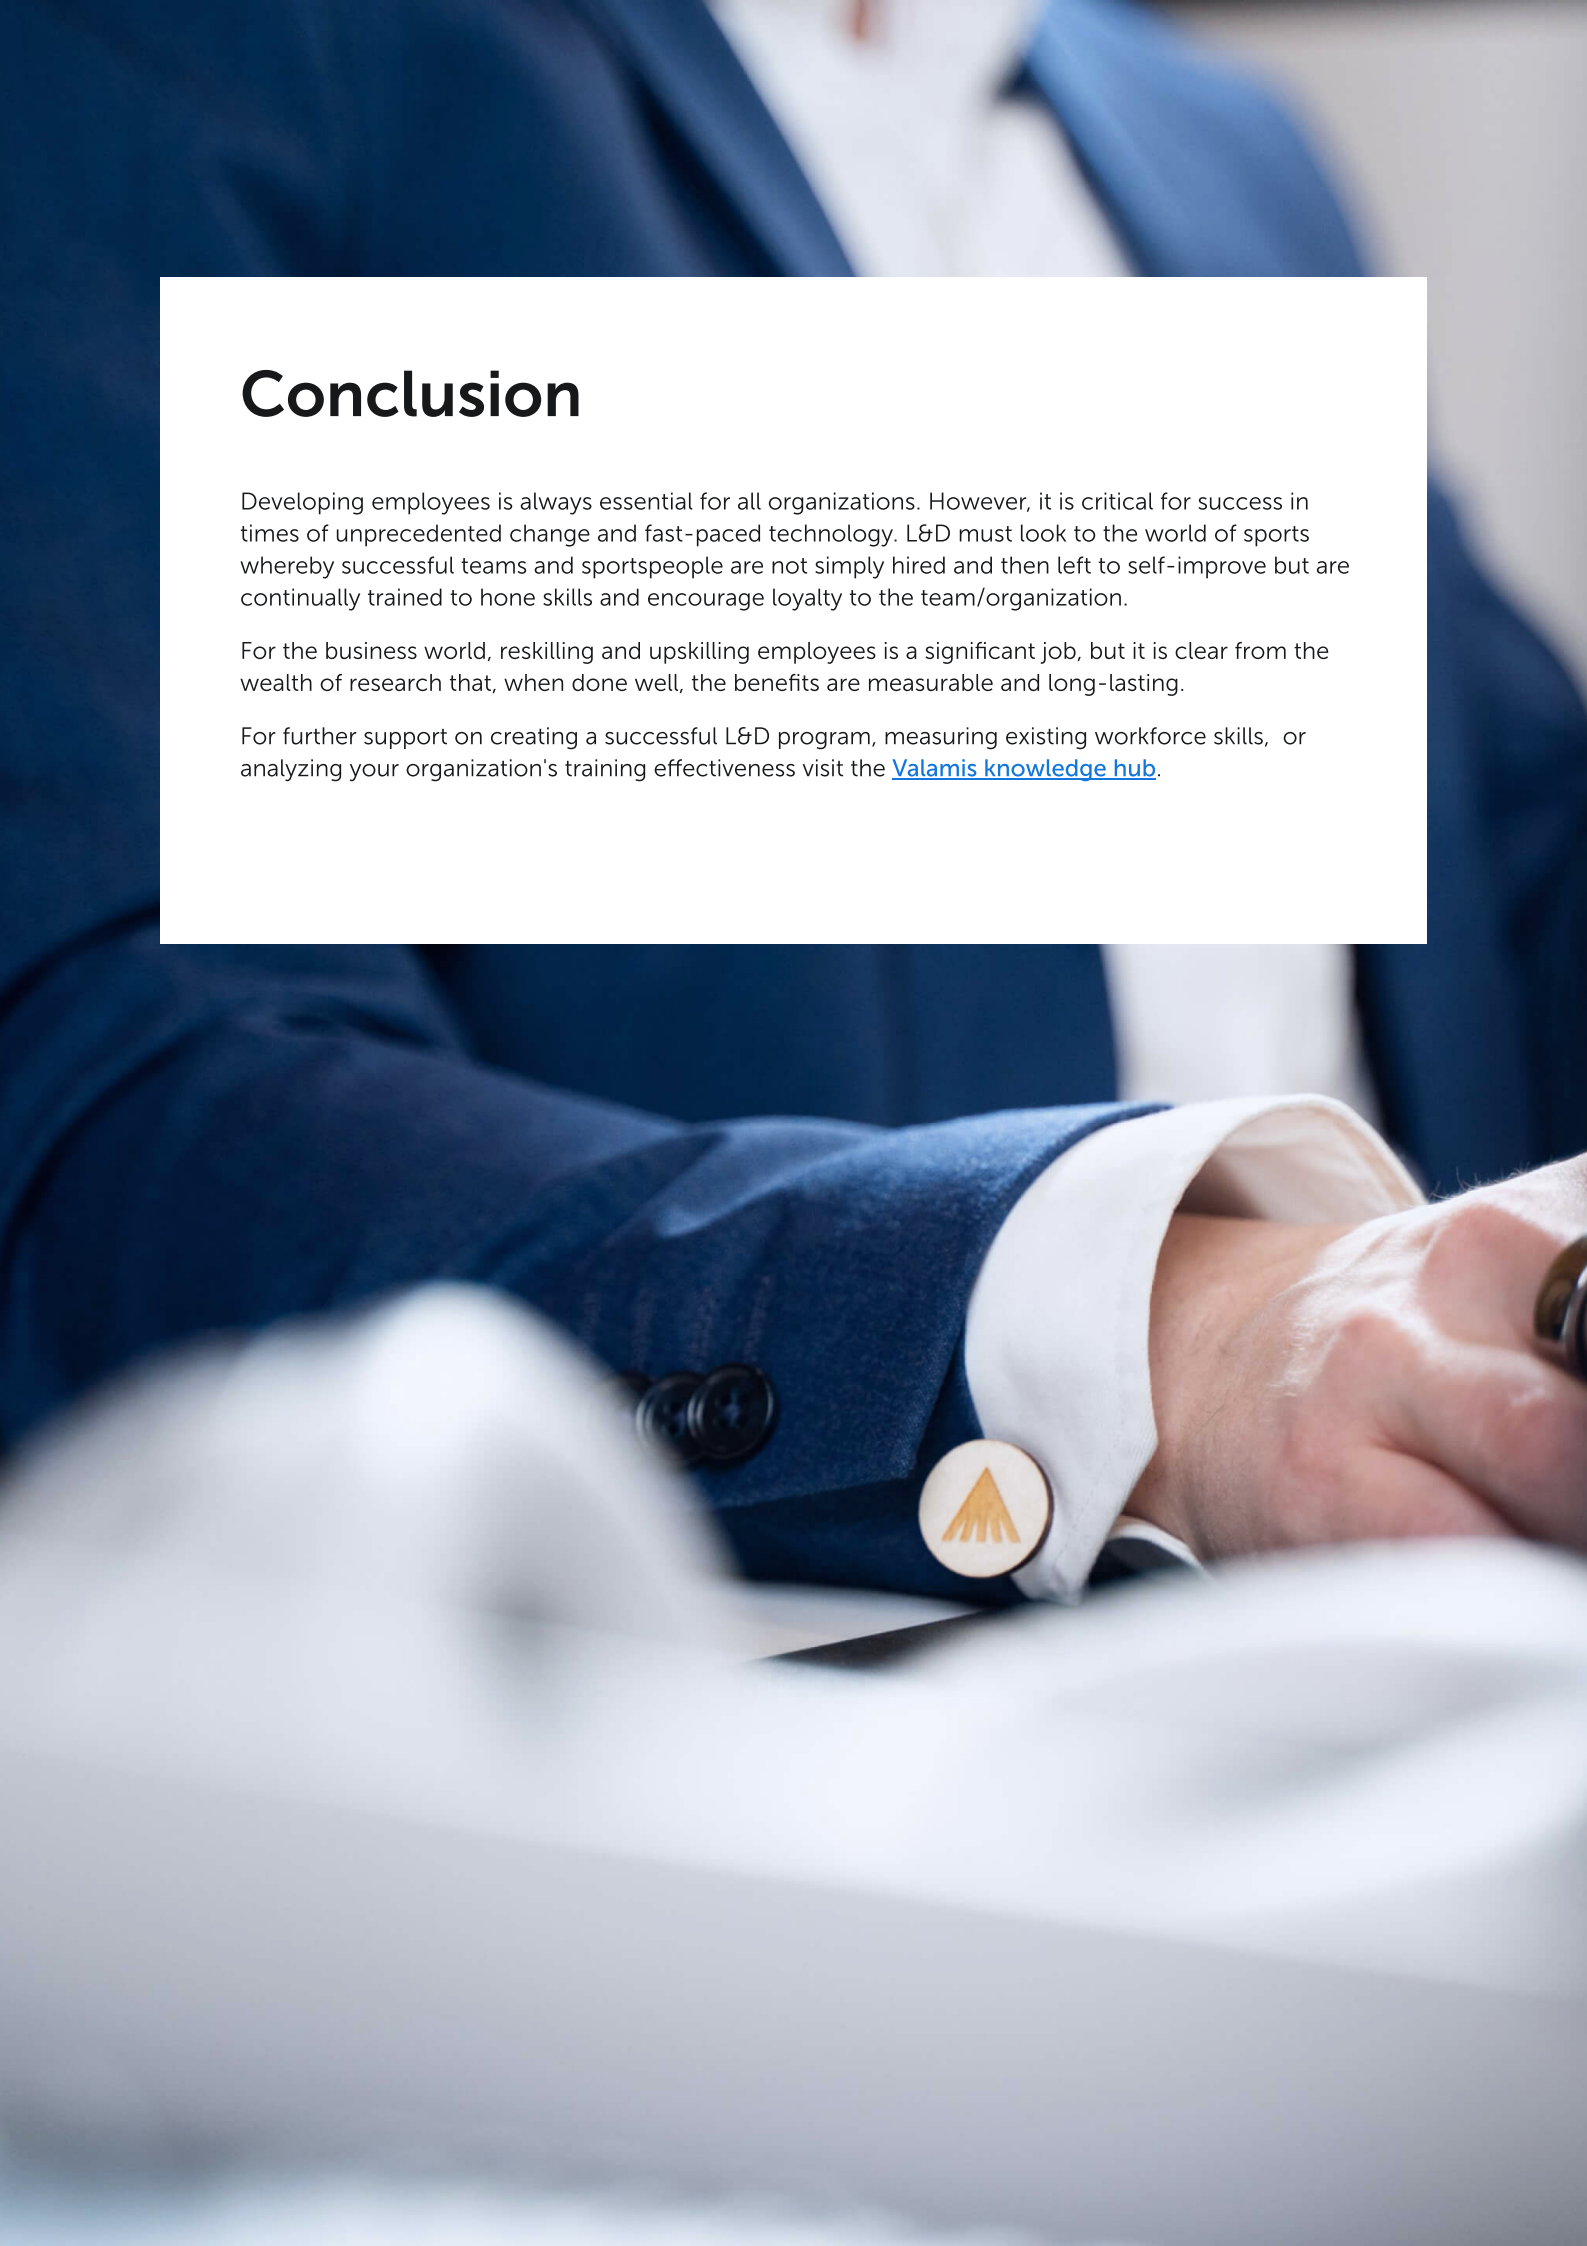 Conclusion
Developing employees is always essential for all organizations. However, it is critical for success in
times of unprecedented change and fast-paced technology. L&D must look to the world of sports
whereby successful teams and sportspeople are not simply hired and then left to self-improve but are
continually trained to hone skills and encourage loyalty to the team/organization.
For the business world, reskilling and upskilling employees is a significant job, but it is clear from the
wealth of research that, when done well, the benefits are measurable and long-lasting.
For further support on creating a successful L&D program, measuring existing workforce skills,  or
analyzing your organization's training effectiveness visit the Valamis knowledge hub.